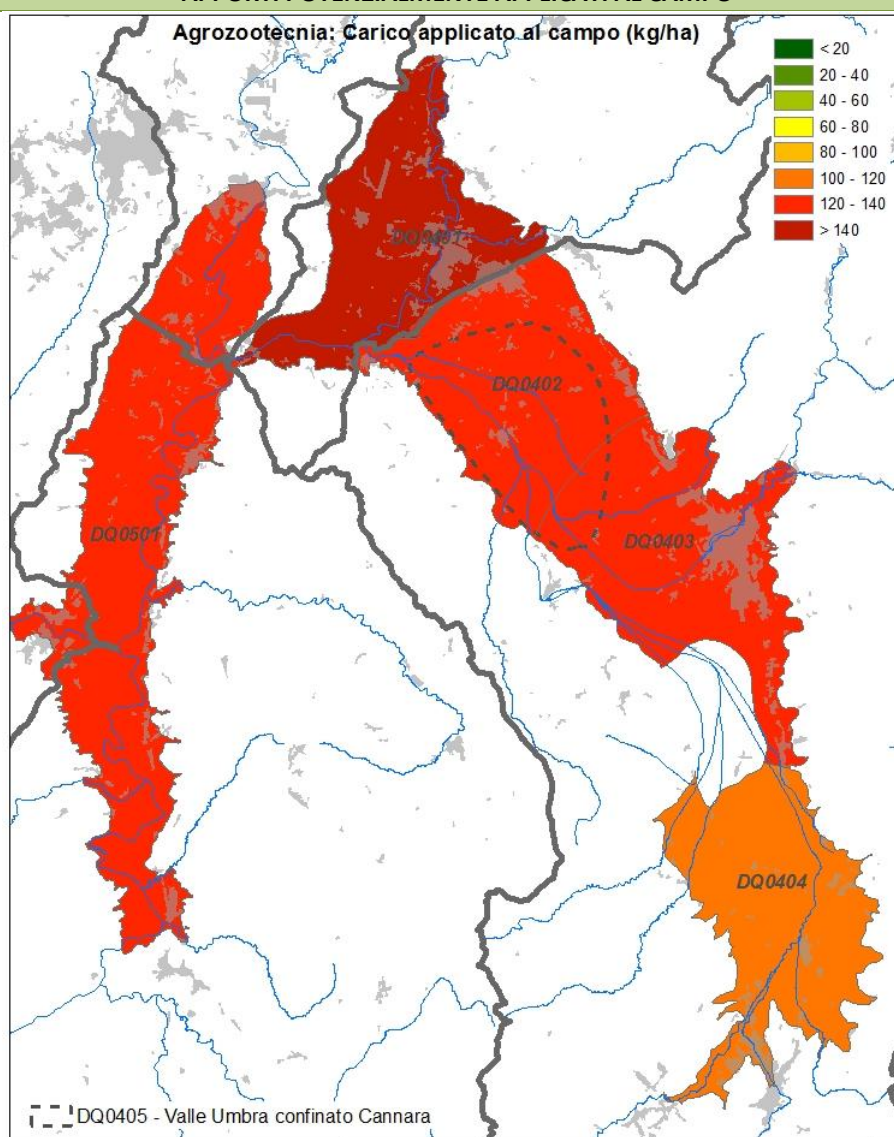 Agrozootecnia: Carico applicato al campo (kg/ha)
< 20
20 - 40
40 - 60
60 - 80
80 - 100
100 - 120
120 - 140
> 140
DQ0401
DQ0402
DQ0501
DQ0403
DQ0404
DQ0405 - Valle Umbra confinato Cannara